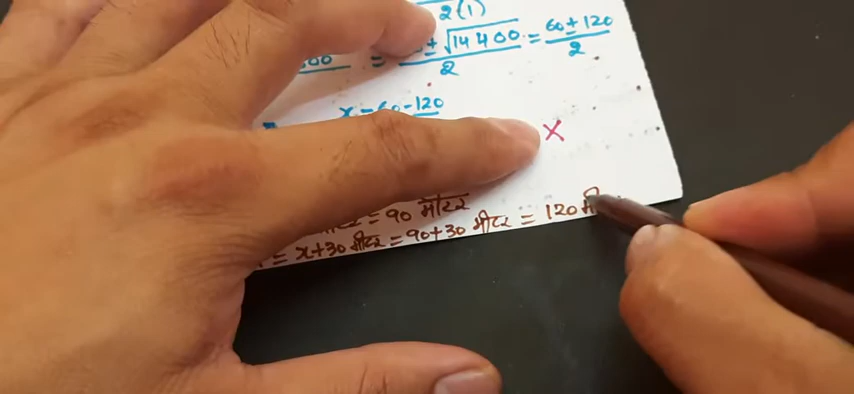 2(1)
± √14400 / 2 = 60 ± 120 / 2
x = 60 - 120
×
= 90 मीटर
= x+30 मीटर = 90+30 मीटर = 120 मी